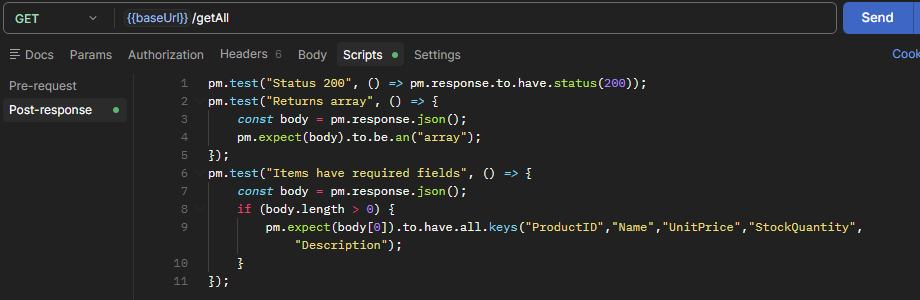 GET {{baseUrl}} /getAll Send
Docs Params Authorization Headers 6 Body Scripts Settings Cook
Pre-request
Post-response
1 pm.test("Status 200", () => pm.response.to.have.status(200));
2 pm.test("Returns array", () => {
3 const body = pm.response.json();
4 pm.expect(body).to.be.an("array");
5 });
6 pm.test("Items have required fields", () => {
7 const body = pm.response.json();
8 if (body.length > 0) {
9 pm.expect(body[0]).to.have.all.keys("ProductID","Name","UnitPrice","StockQuantity",
"Description");
10 }
11 });